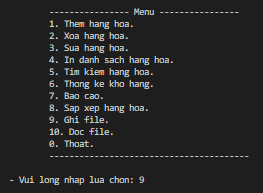 ---------------- Menu ----------------
1. Them hang hoa.
2. Xoa hang hoa.
3. Sua hang hoa.
4. In danh sach hang hoa.
5. Tim kiem hang hoa.
6. Thong ke kho hang.
7. Bao cao.
8. Sap xep hang hoa.
9. Ghi file.
10. Doc file.
0. Thoat.
----------------------------------------
- Vui long nhap lua chon: 9